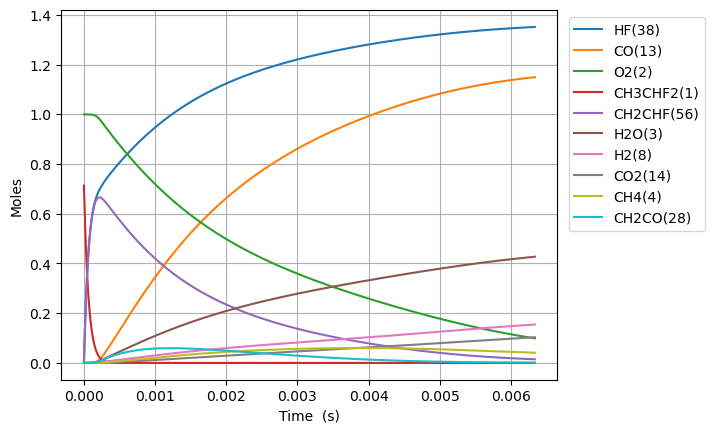 1.4
1.2
1.0
0.8
0.6
0.4
0.2
0.0
Moles
0.000
0.001
0.002
0.003
0.004
0.005
0.006
Time (s)
HF(38)
CO(13)
O2(2)
CH3CHF2(1)
CH2CHF(56)
H2O(3)
H2(8)
CO2(14)
CH4(4)
CH2CO(28)